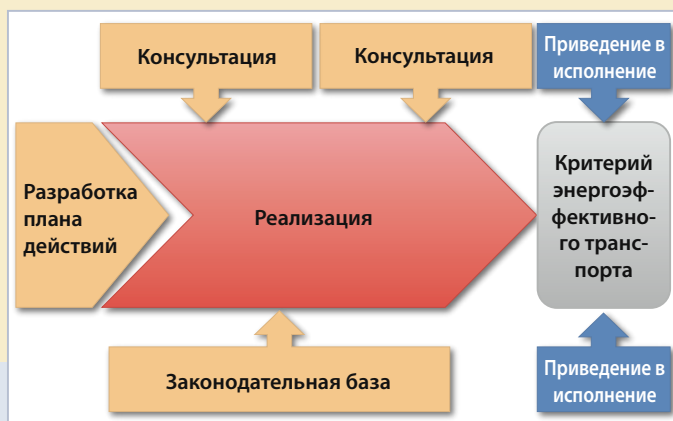 Консультация
Консультация
Приведение в
исполнение
Разработка
плана
действий
Реализация
Критерий
энергоэф-
фективно-
го транс-
порта
Законодательная база
Приведение в
исполнение